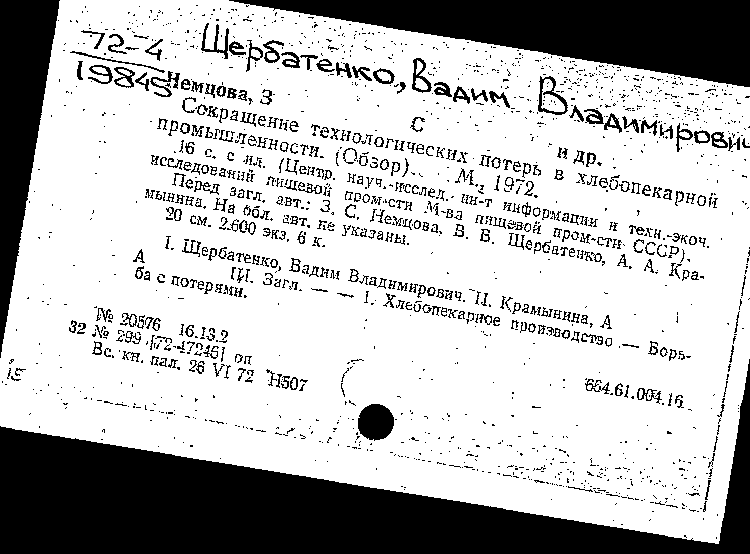 72-4
19845
Щербатенко, Вадим Владимирович
Немцова, З С и др.
Сокращение технологических потерь в хлебопекарной
промышленности. (Обзор). М., 1972.
16 с. с ил. (Центр. науч.-исслед. ин-т информации и техн.-экон.
исследований пищевой пром-сти М-ва пищевой пром-сти СССР).
Перед загл. авт.: З. С. Немцова, В. В. Щербатенко, А. А. Кра-
мынина. На обл. авт. не указаны.
20 см. 2.600 экз. 6 к.
I. Щербатенко, Вадим Владимирович. II. Крамынина, А
А III. Загл. — — 1. Хлебопекарное производство — Борь-
ба с потерями.
№ 20576 16.13.2
32 № 299 [72-47246] оп
Вс. кн. пал. 26 VI 72 Н507
664.61.004.16
15